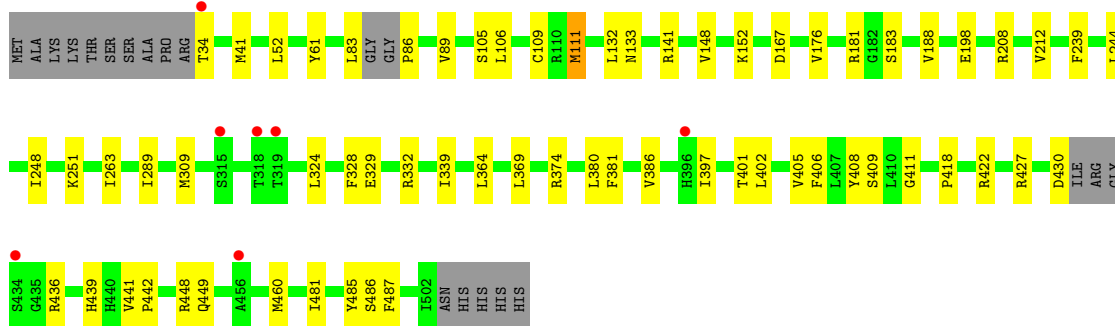 MET ALA LYS LYS THR SER SER ALA PRO ARG T34 M41 L52 Y61 L83 GLY GLY P86 V89 S105 L106 C109 R110 M111 L132 N133 R141 V148 K152 D167 V176 R181 G182 S183 V188 E198 R208 V212 F239 L244
I248 K251 I263 I289 M309 S315 T318 T319 L324 F328 E329 R332 I339 L364 L369 R374 L380 F381 V386 H396 I397 T401 L402 V405 F406 L407 Y408 S409 L410 G411 P418 R422 R427 D430 ILE ARG GLY
S434 G435 R436 H439 H440 V441 P442 R448 Q449 A456 M460 I481 Y485 S486 F487 I502 ASN HIS HIS HIS HIS